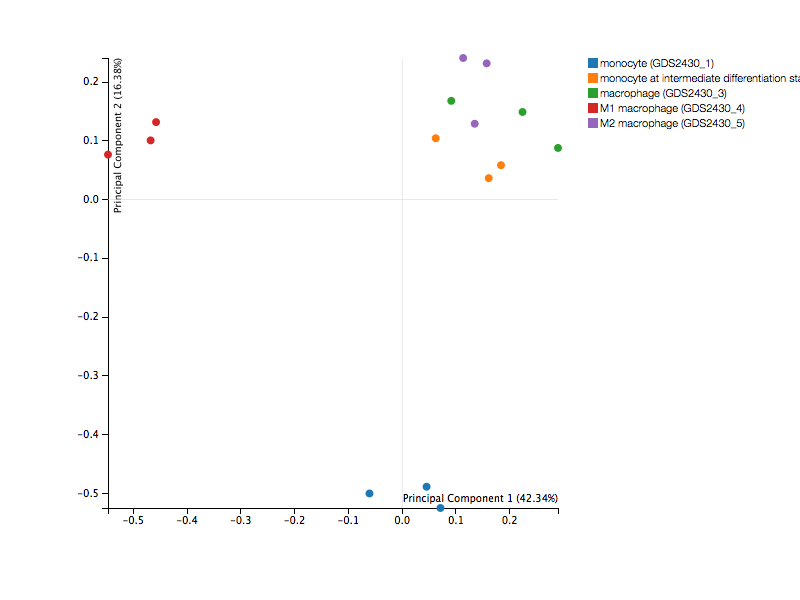 Principal Component 2 (16.38%)
0.2
0.1
0.0
−0.1
−0.2
−0.3
−0.4
−0.5
Principal Component 1 (42.34%)
−0.5
−0.4
−0.3
−0.2
−0.1
0.0
0.1
0.2
monocyte (GDS2430_1)
monocyte at intermediate differentiation sta
macrophage (GDS2430_3)
M1 macrophage (GDS2430_4)
M2 macrophage (GDS2430_5)